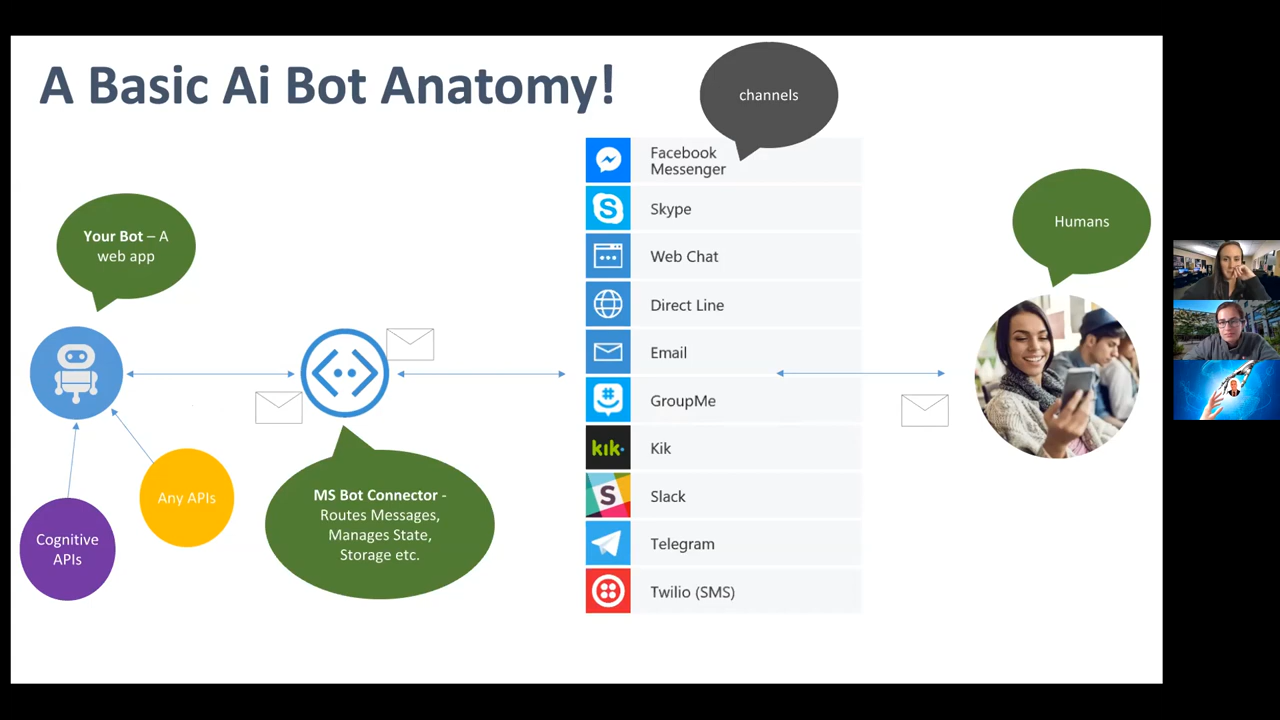 A Basic Ai Bot Anatomy!
channels
Facebook
Messenger
Skype
Web Chat
Direct Line
Email
GroupMe
kik.
Kik
Slack
Telegram
Twilio (SMS)
Humans
Your Bot – A
web app
Any APIs
Cognitive
APIs
MS Bot Connector -
Routes Messages,
Manages State,
Storage etc.